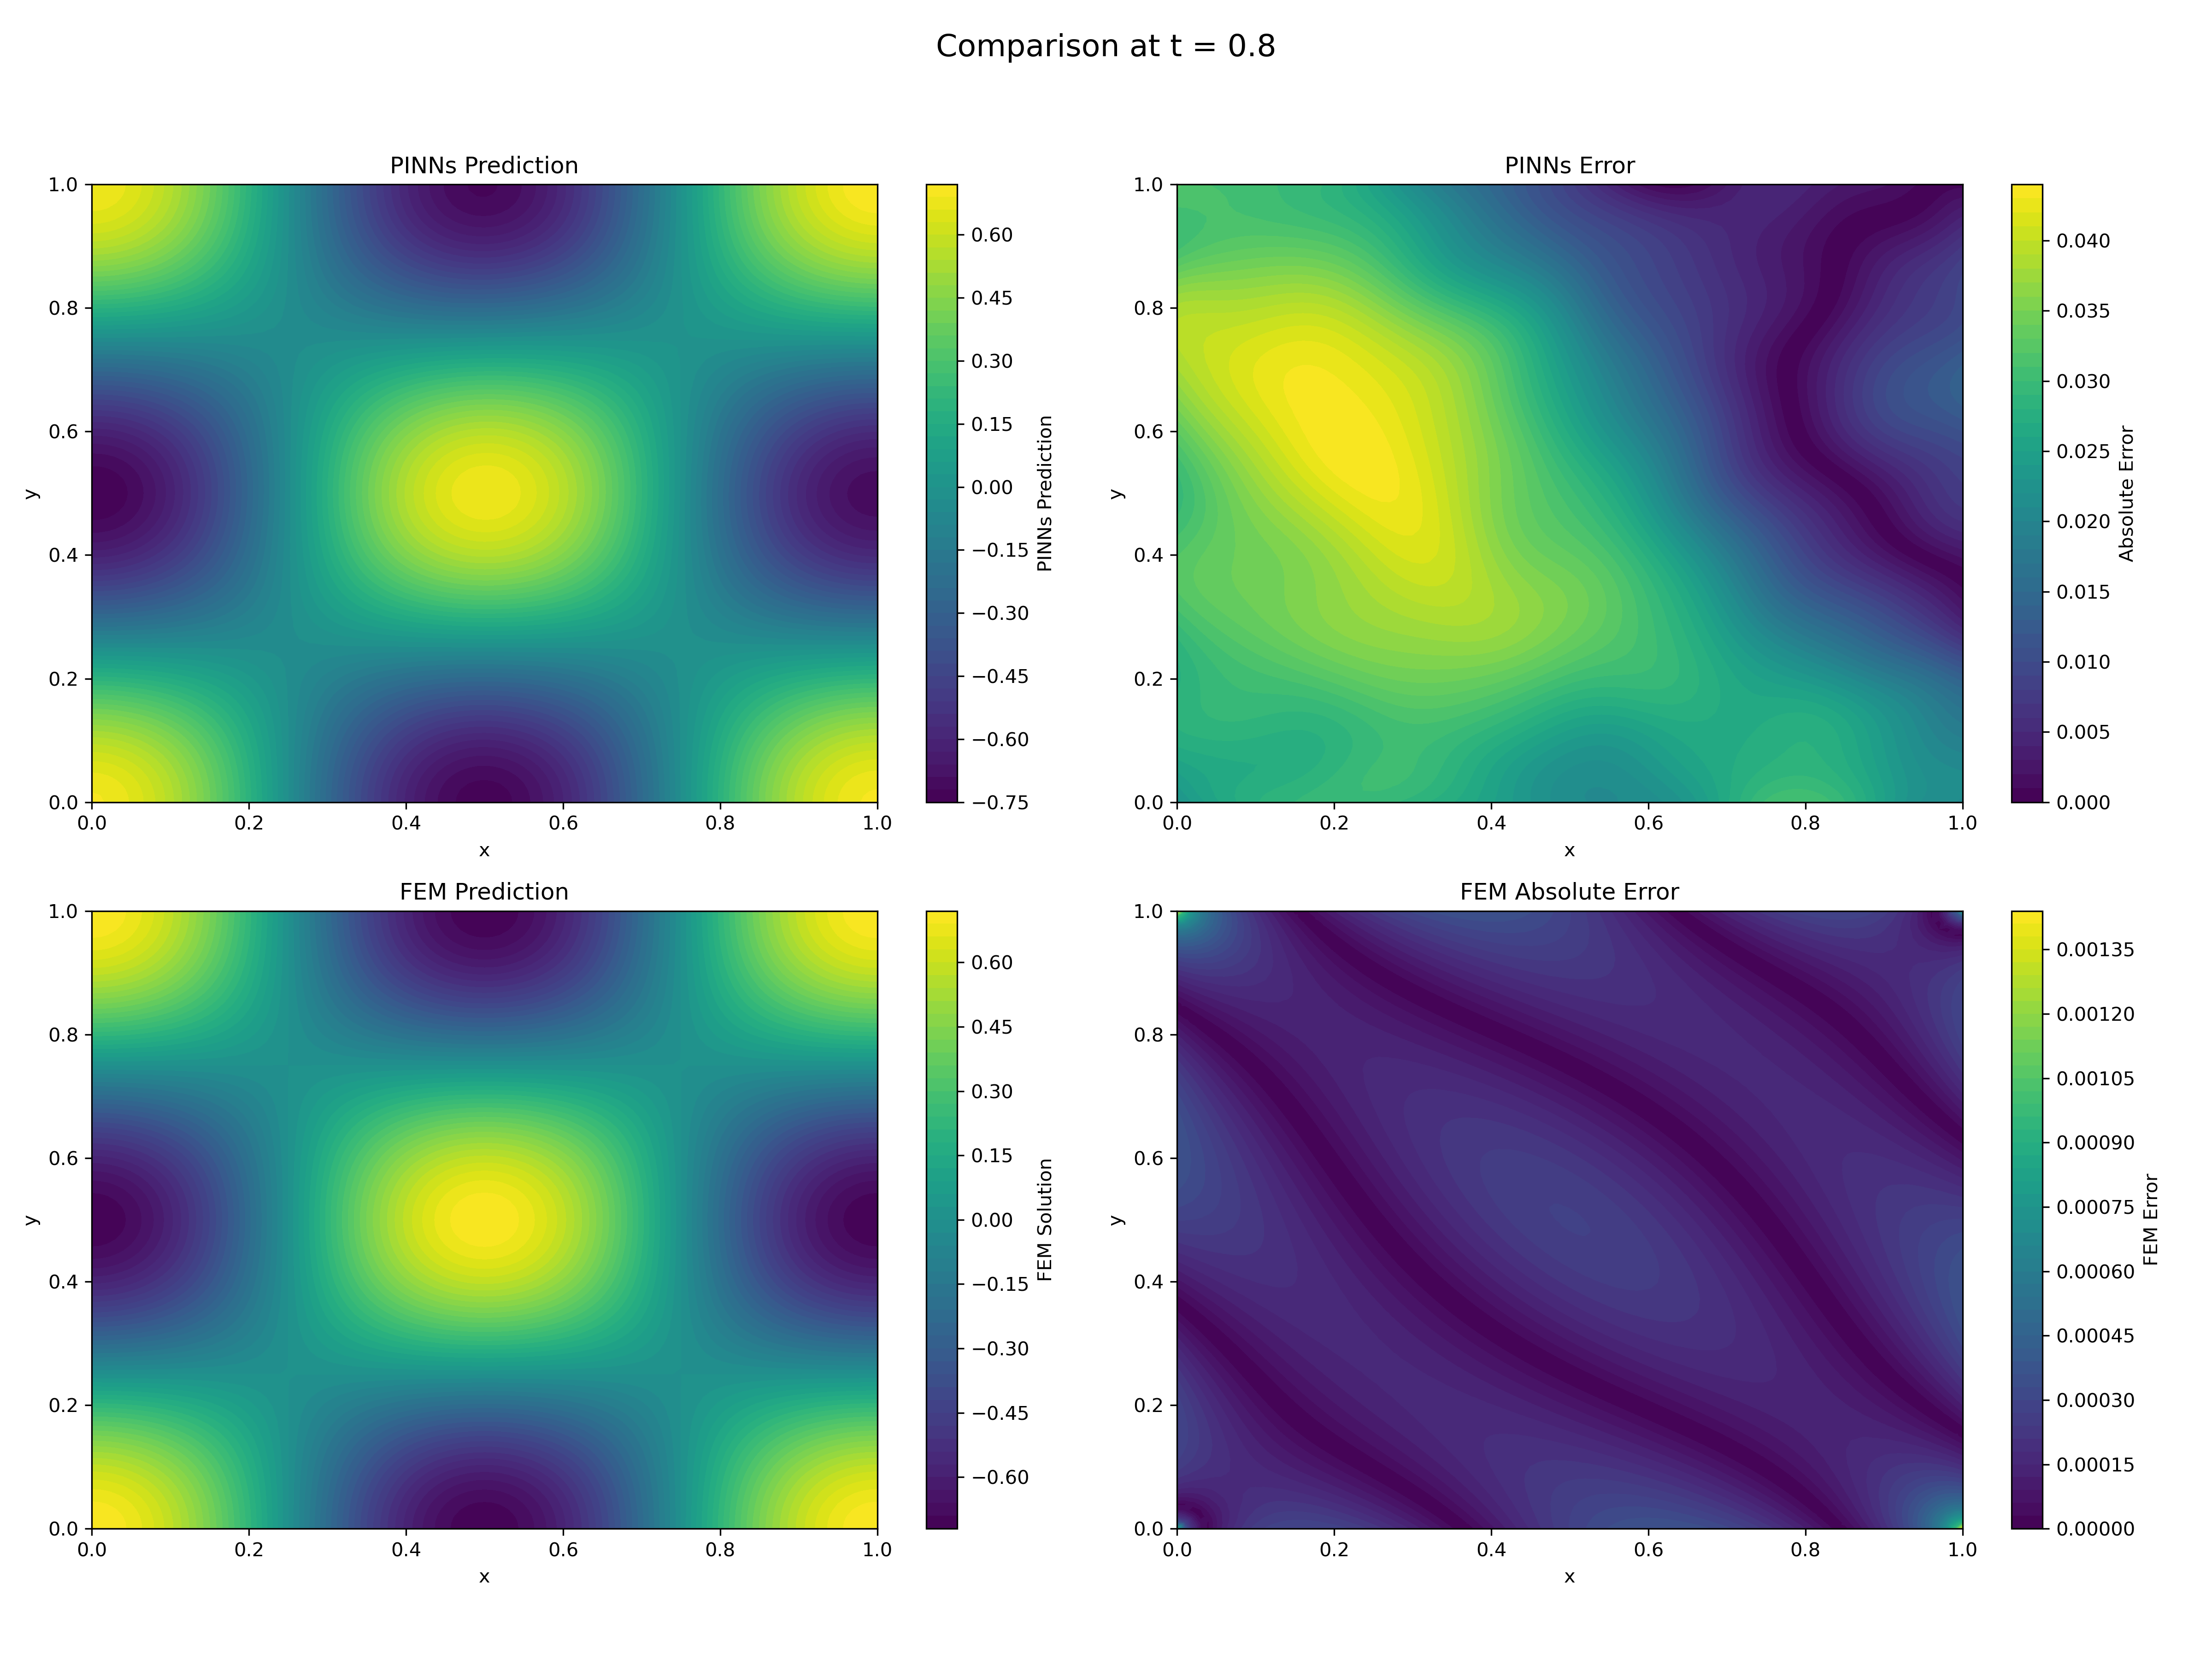 Comparison at t = 0.8
PINNs Prediction
1.0
0.8
0.6
0.4
0.2
0.0
y
0.0 0.2 0.4 0.6 0.8 1.0
x
0.60
0.45
0.30
0.15
0.00
−0.15
−0.30
−0.45
−0.60
−0.75
PINNs Prediction
PINNs Error
1.0
0.8
0.6
0.4
0.2
0.0
y
0.0 0.2 0.4 0.6 0.8 1.0
x
0.040
0.035
0.030
0.025
0.020
0.015
0.010
0.005
0.000
Absolute Error
FEM Prediction
1.0
0.8
0.6
0.4
0.2
0.0
y
0.0 0.2 0.4 0.6 0.8 1.0
x
0.60
0.45
0.30
0.15
0.00
−0.15
−0.30
−0.45
−0.60
FEM Solution
FEM Absolute Error
1.0
0.8
0.6
0.4
0.2
0.0
y
0.0 0.2 0.4 0.6 0.8 1.0
x
0.00135
0.00120
0.00105
0.00090
0.00075
0.00060
0.00045
0.00030
0.00015
0.00000
FEM Error